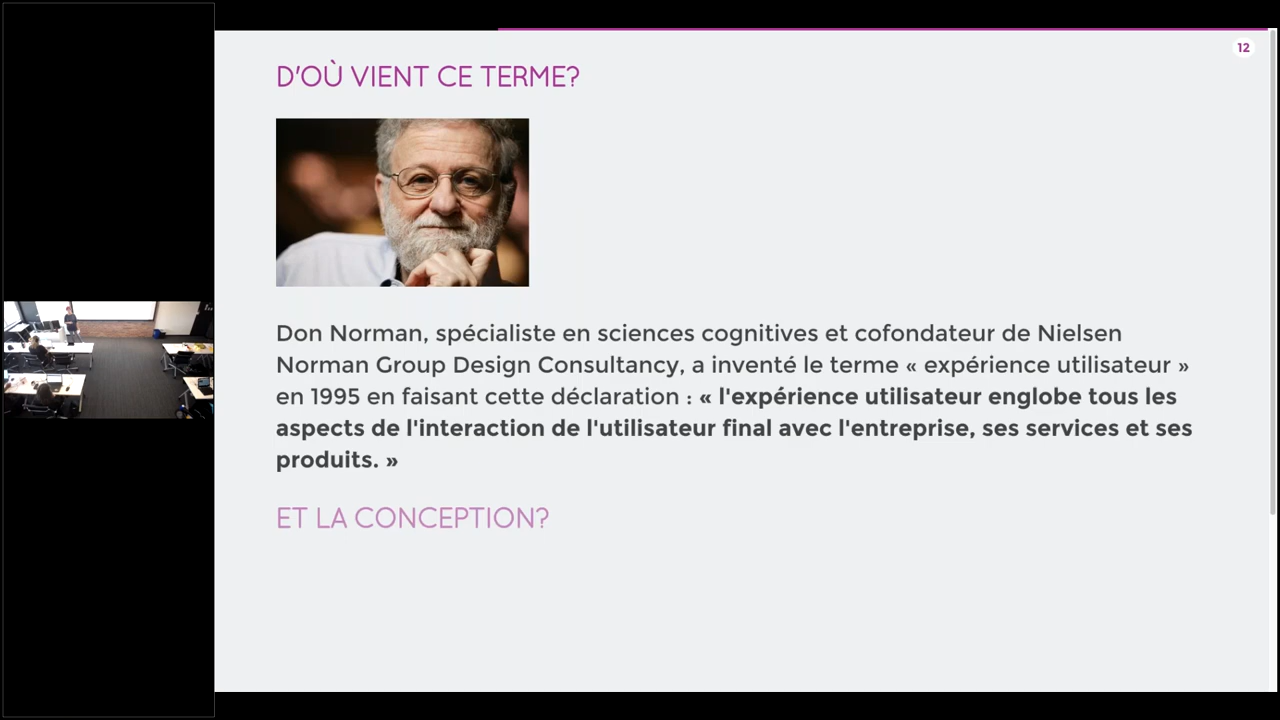 12
D'OÙ VIENT CE TERME?
Don Norman, spécialiste en sciences cognitives et cofondateur de Nielsen
Norman Group Design Consultancy, a inventé le terme « expérience utilisateur »
en 1995 en faisant cette déclaration : « l'expérience utilisateur englobe tous les
aspects de l'interaction de l'utilisateur final avec l'entreprise, ses services et ses
produits. »
ET LA CONCEPTION?